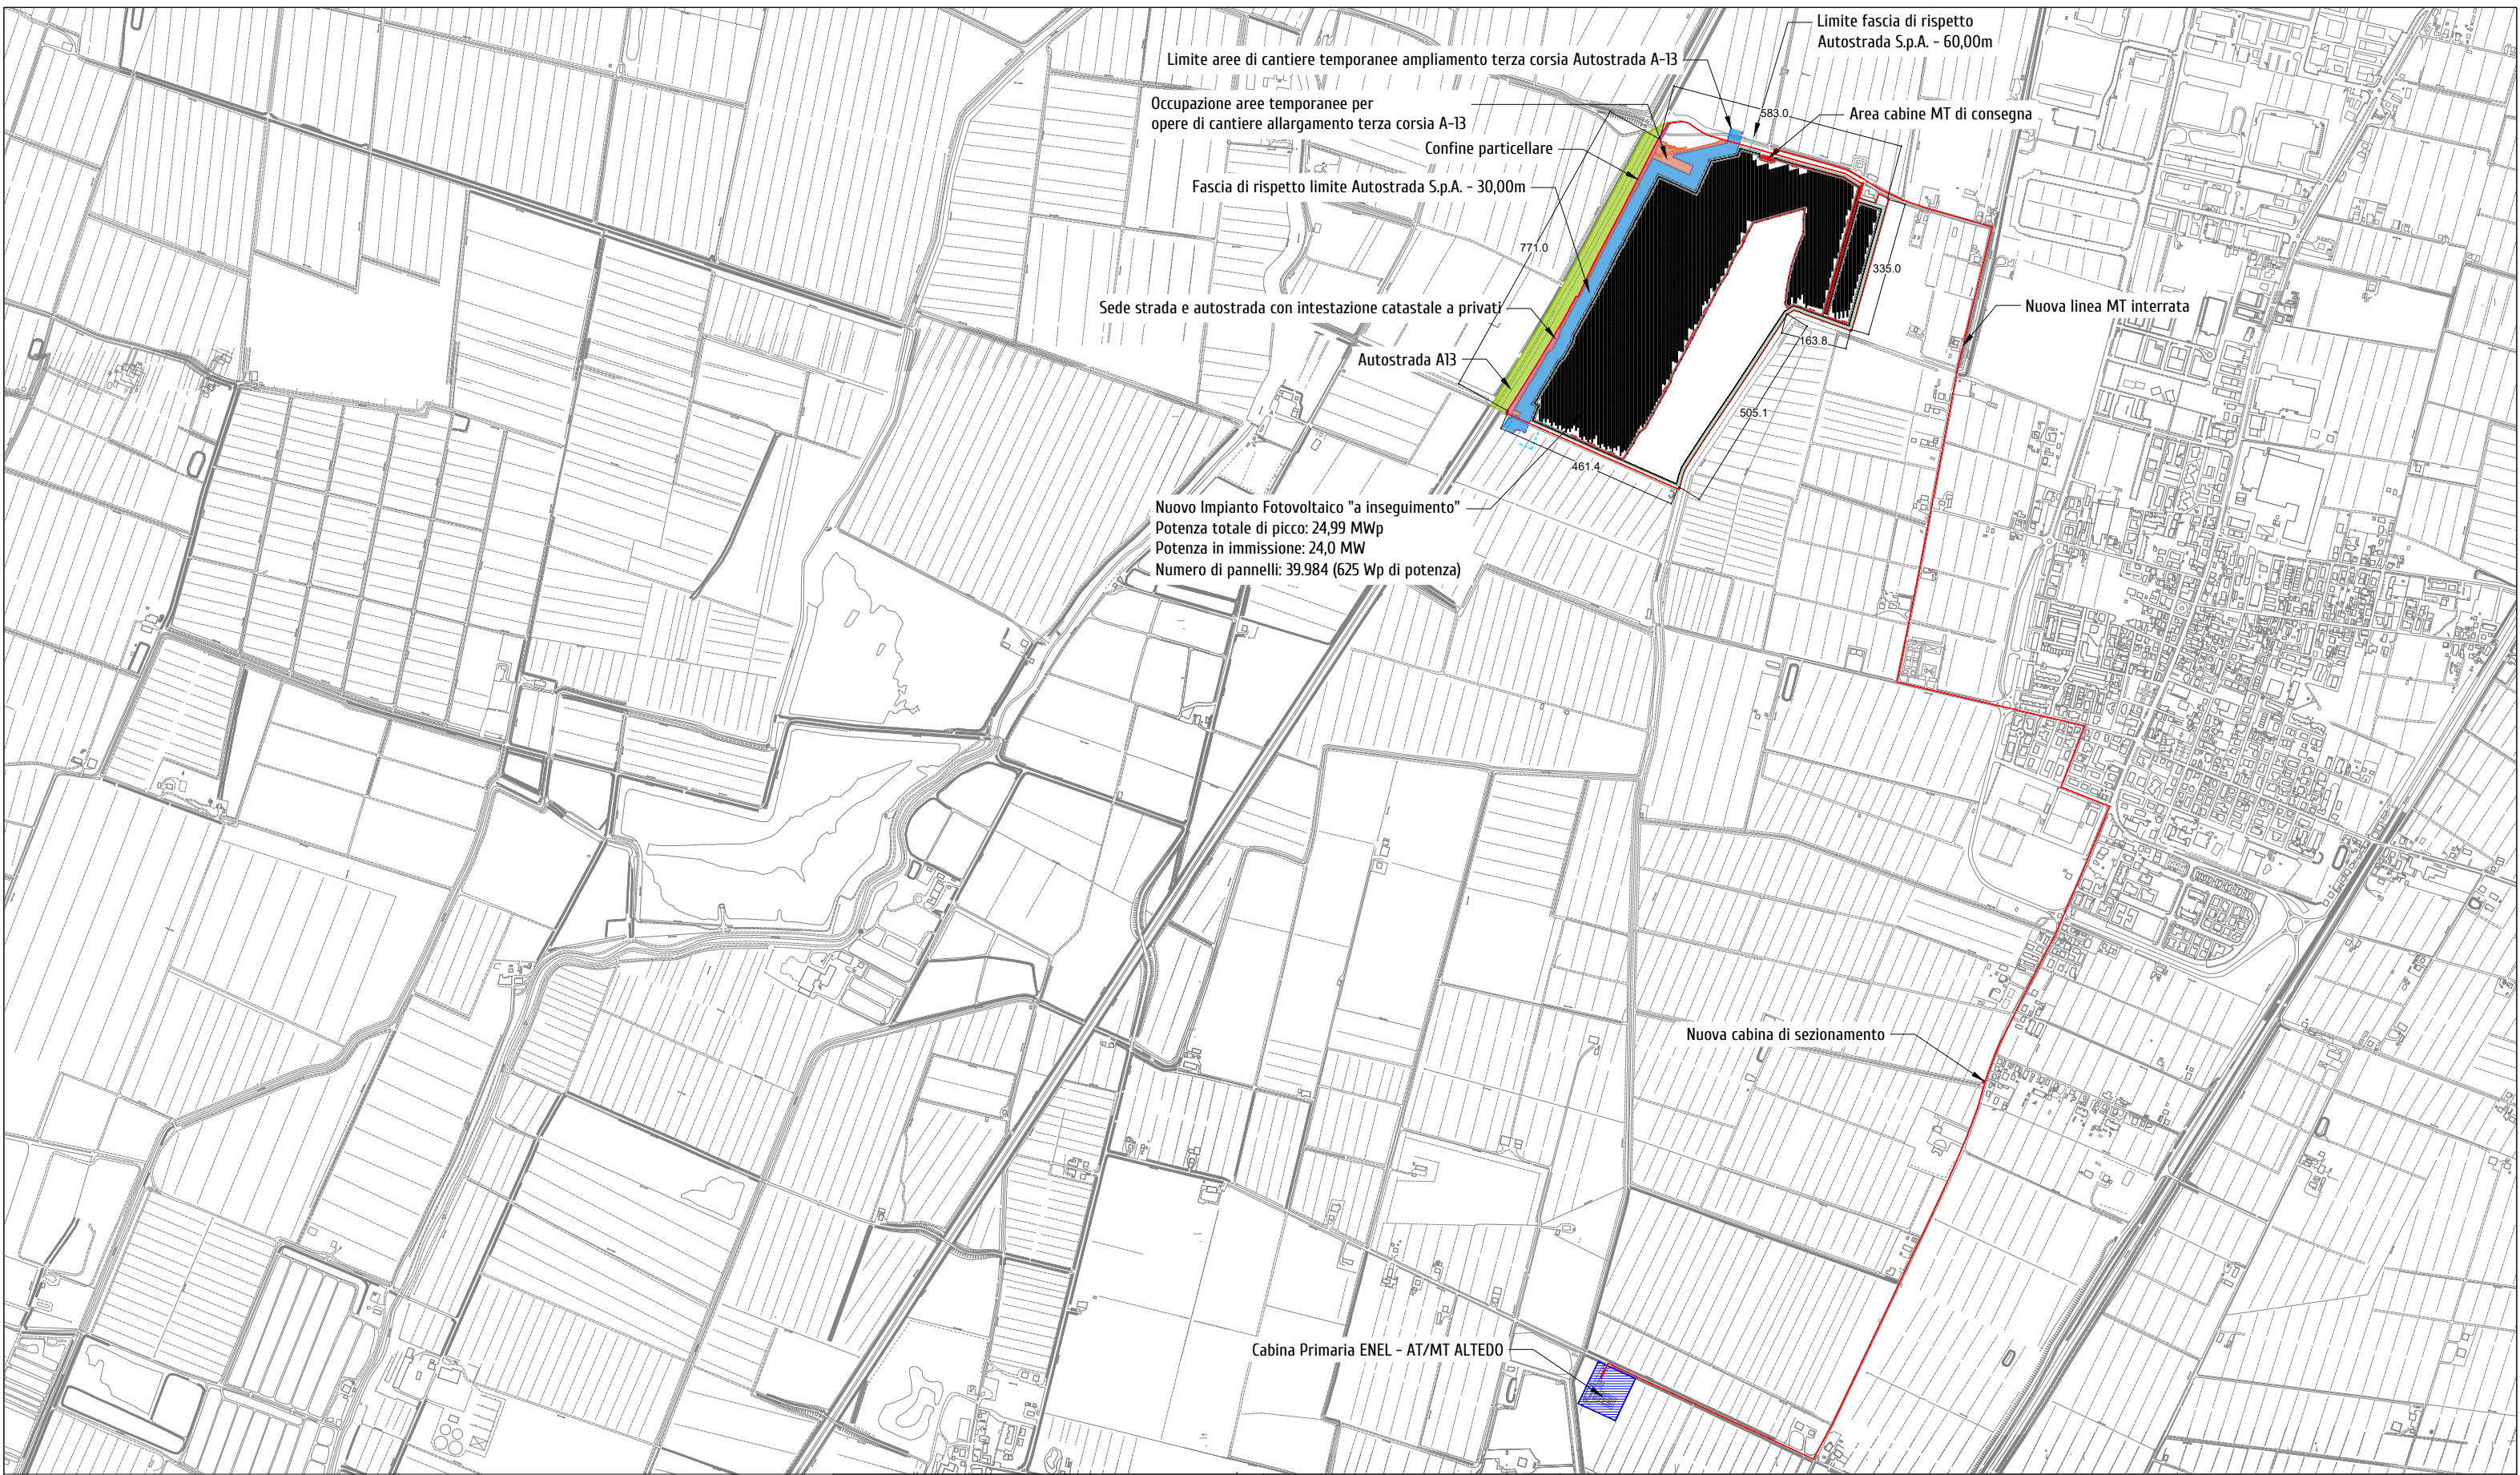 Limite fascia di rispetto
Autostrada S.p.A. - 60,00m
Limite aree di cantiere temporanee ampliamento terza corsia Autostrada A-13
Occupazione aree temporanee per
opere di cantiere allargamento terza corsia A-13
583.0
Area cabine MT di consegna
Confine particellare
Fascia di rispetto limite Autostrada S.p.A. - 30,00m
771.0
335.0
Sede strada e autostrada con intestazione catastale a privati
Nuova linea MT interrata
163.8
Autostrada A13
505.1
461.4
Nuovo Impianto Fotovoltaico "a inseguimento"
Potenza totale di picco: 24,99 MWp
Potenza in immissione: 24,0 MW
Numero di pannelli: 39.984 (625 Wp di potenza)
Nuova cabina di sezionamento
Cabina Primaria ENEL - AT/MT ALTEDO